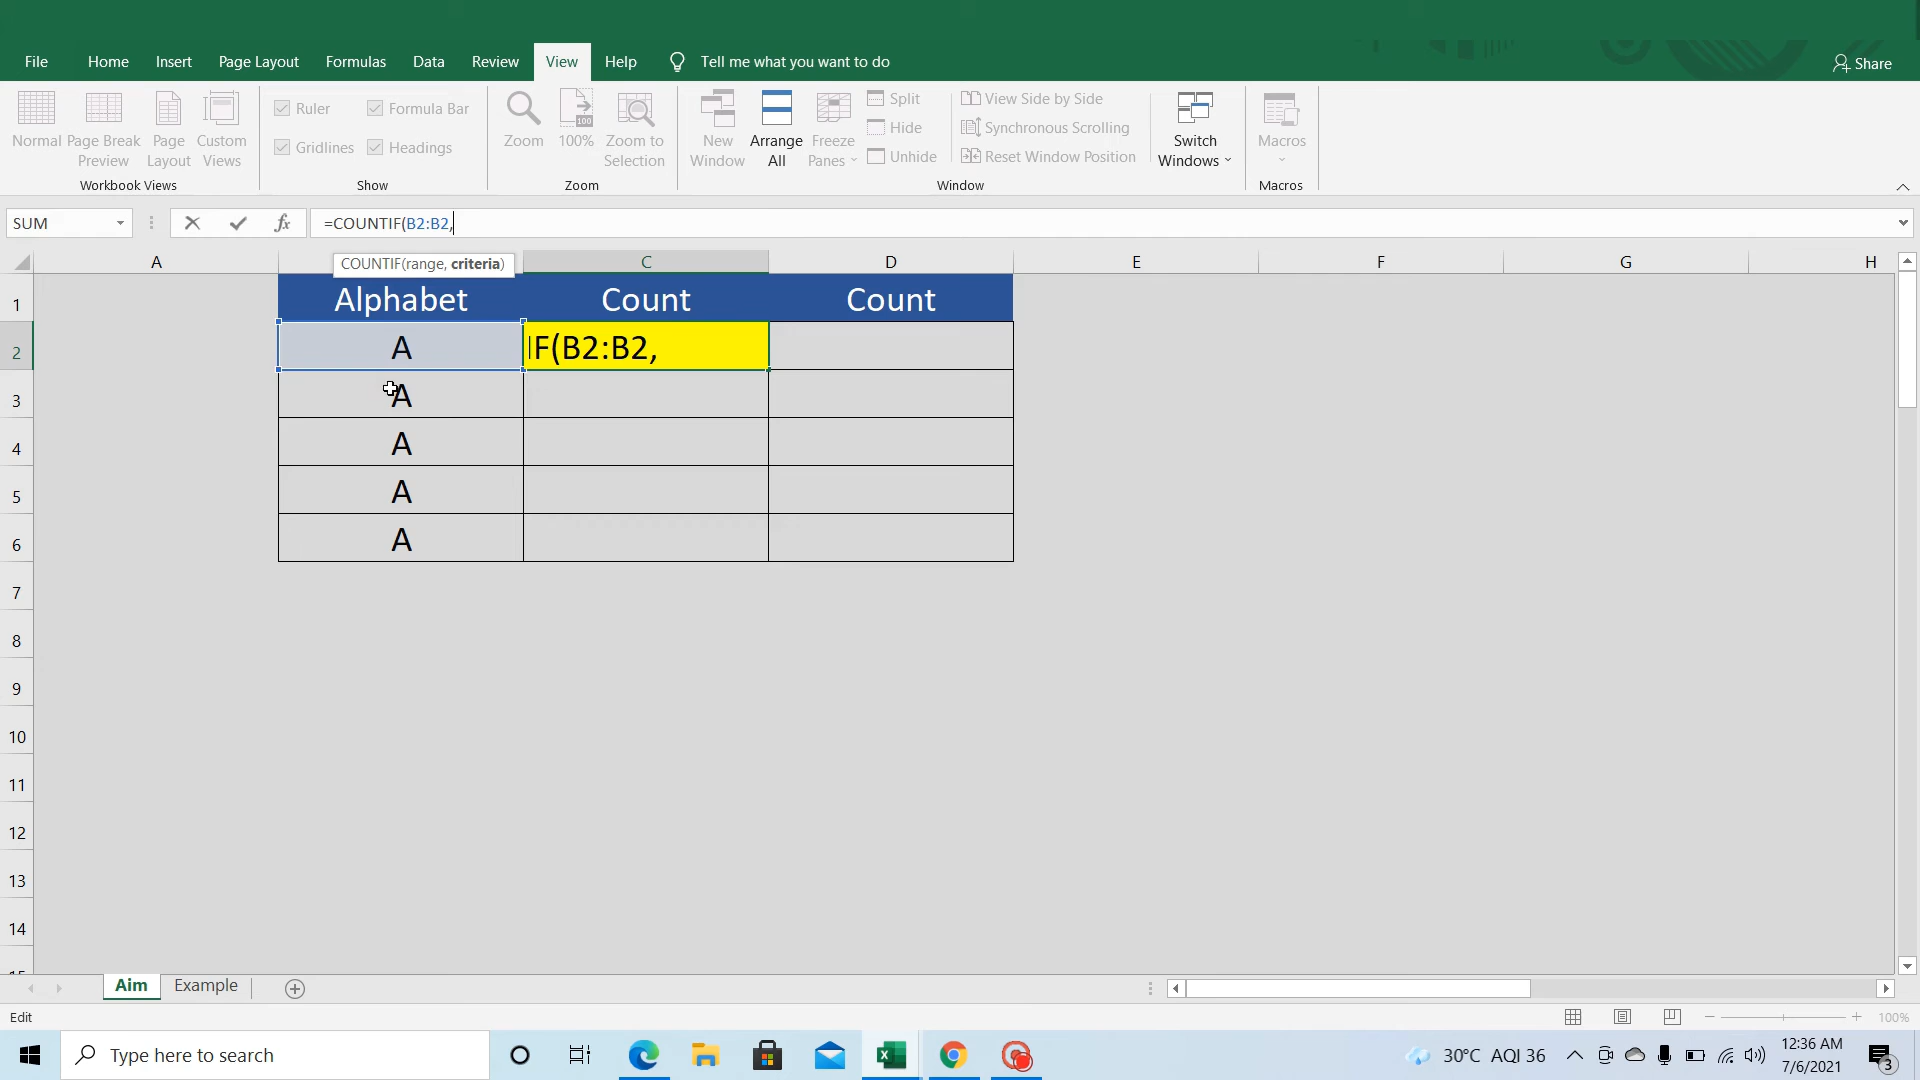 File Home Insert Page Layout Formulas Data Review View Help Tell me what you want to do Share
Normal Page Break Preview Page Layout Custom Views
Workbook Views
Ruler Formula Bar
Gridlines Headings
Show
Zoom 100% Zoom to Selection
Zoom
New Window Arrange All Freeze Panes
Split
Hide
Unhide
View Side by Side
Synchronous Scrolling
Reset Window Position
Switch Windows
Window
Macros
Macros
SUM fx =COUNTIF(B2:B2,
COUNTIF(range, criteria)
A C D E F G H
1 Alphabet Count Count
2 A IF(B2:B2,
3 A
4 A
5 A
6 A
7
8
9
10
11
12
13
14
Aim Example
Edit 100%
Type here to search 30°C AQI 36 12:36 AM
7/6/2021 3